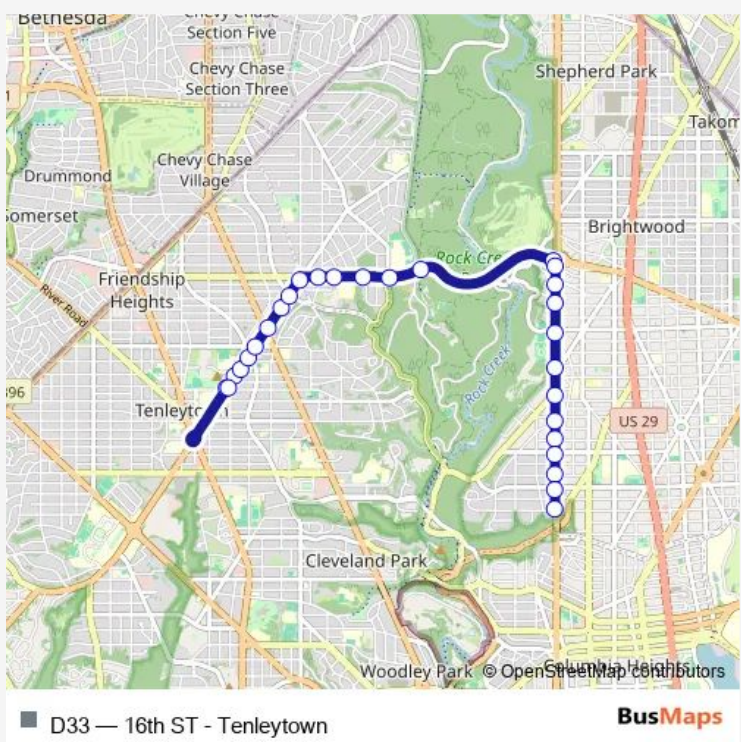 Bethesda
Chevy Chase
Section Five
Chevy Chase
Section Three
Shepherd Park
Takom
Chevy Chase
Village
Drummond
Somerset
Brightwood
Rock Cre
Friendship
Heights
River Road
396
Rock Creek
Tenleyto n
US 29
Cleveland Park
Woodley Park
© OpenStreetMap contributors
Columbia Heights
D33 — 16th ST - Tenleytown
BusMaps